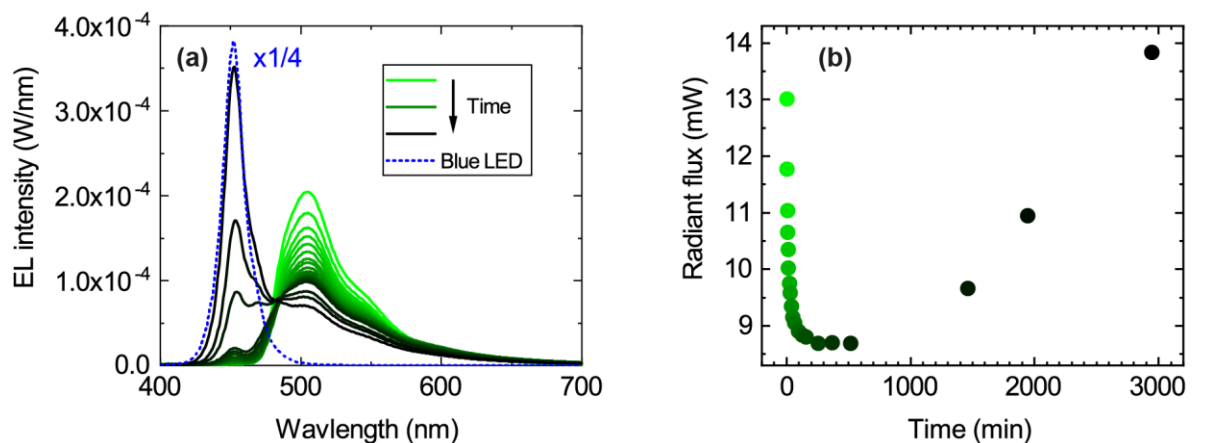 (a)
x1/4
Time
Blue LED
EL intensity (W/nm)
4.0x10⁻⁴
3.0x10⁻⁴
2.0x10⁻⁴
1.0x10⁻⁴
0.0
400 500 600 700
Wavlength (nm)
(b)
Radiant flux (mW)
14
13
12
11
10
9
8
0 1000 2000 3000
Time (min)